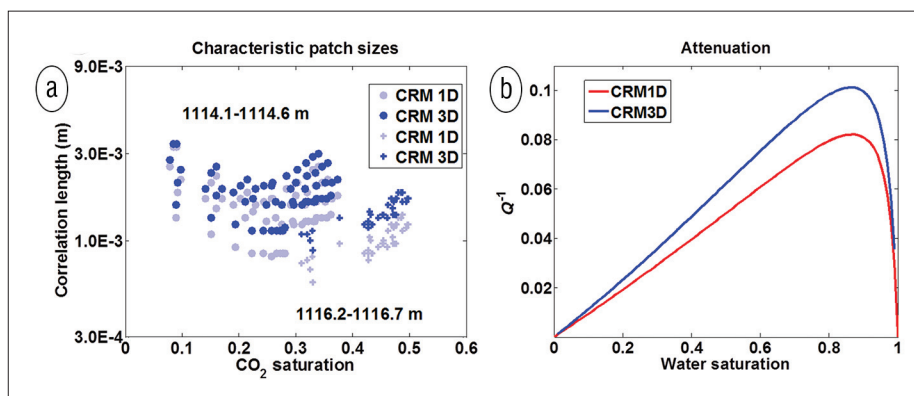 Characteristic patch sizes
a
9.0E-3
3.0E-3
1.0E-3
3.0E-4
Correlation length (m)
1114.1-1114.6 m
CRM 1D
CRM 3D
CRM 1D
CRM 3D
1116.2-1116.7 m
0 0.1 0.2 0.3 0.4 0.5 0.6
CO2 saturation
Attenuation
b
0.1
0.08
0.06
0.04
0.02
Q-1
CRM1D
CRM3D
0 0.2 0.4 0.6 0.8 1
Water saturation